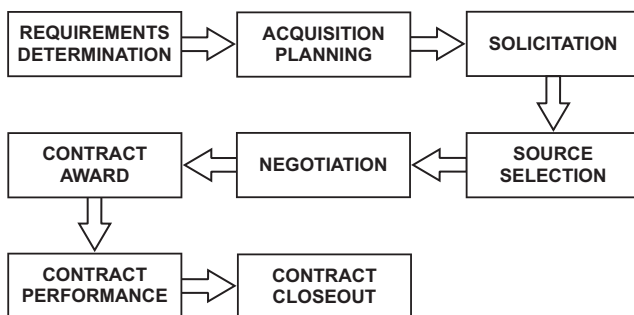 REQUIREMENTS
DETERMINATION
ACQUISITION
PLANNING
SOLICITATION
SOURCE
SELECTION
NEGOTIATION
CONTRACT
AWARD
CONTRACT
PERFORMANCE
CONTRACT
CLOSEOUT